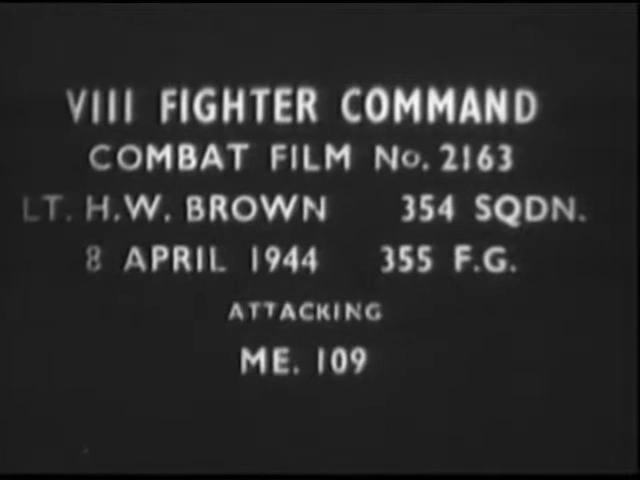 VIII FIGHTER COMMAND
COMBAT FILM No. 2163
LT. H.W. BROWN 354 SQDN.
8 APRIL 1944 355 F.G.
ATTACKING
ME. 109